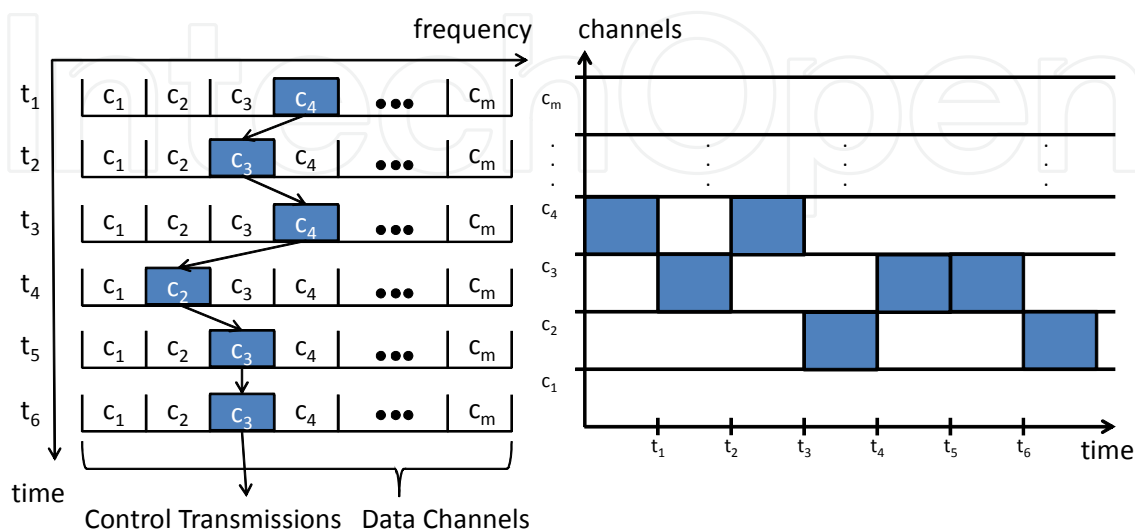 IntechOpen
frequency
channels
t₁ c₁ c₂ c₃ c₄ ••• cₘ
t₂ c₁ c₂ c₃ c₄ ••• cₘ
t₃ c₁ c₂ c₃ c₄ ••• cₘ
t₄ c₁ c₂ c₃ c₄ ••• cₘ
t₅ c₁ c₂ c₃ c₄ ••• cₘ
t₆ c₁ c₂ c₃ c₄ ••• cₘ
time
Control Transmissions
Data Channels
cₘ
c₄
c₃
c₂
c₁
t₁ t₂ t₃ t₄ t₅ t₆
time